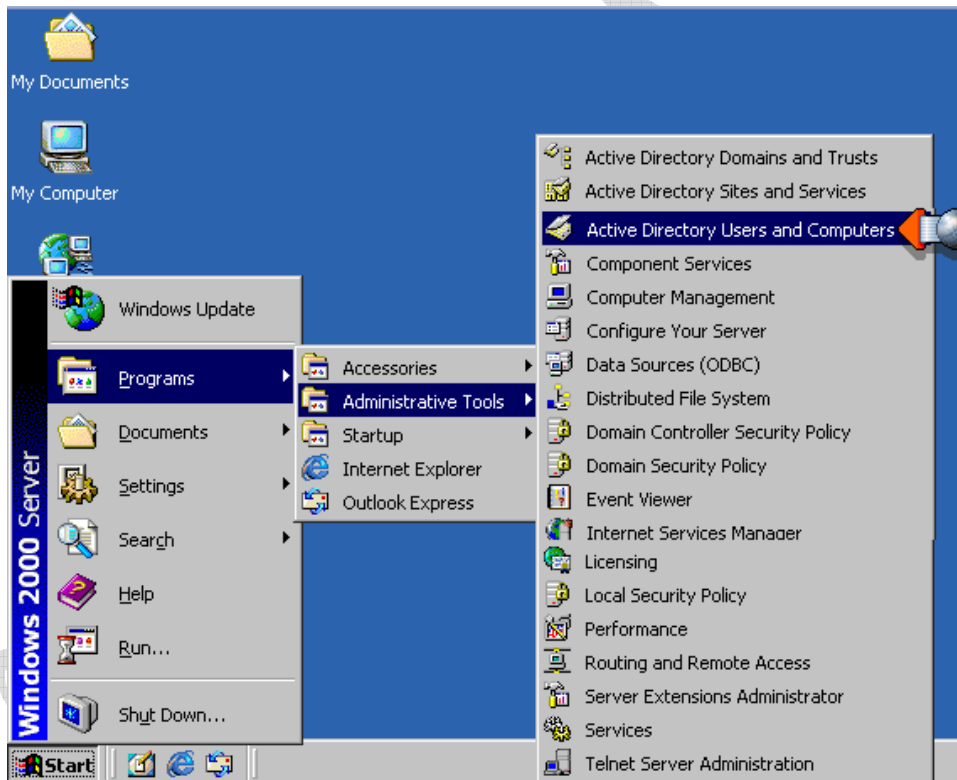 My Documents
My Computer
Windows Update
Programs
Documents
Settings
Search
Help
Run...
Shut Down...
Windows 2000 Server
Start
Accessories
Administrative Tools
Startup
Internet Explorer
Outlook Express
Active Directory Domains and Trusts
Active Directory Sites and Services
Active Directory Users and Computers
Component Services
Computer Management
Configure Your Server
Data Sources (ODBC)
Distributed File System
Domain Controller Security Policy
Domain Security Policy
Event Viewer
Internet Services Manager
Licensing
Local Security Policy
Performance
Routing and Remote Access
Server Extensions Administrator
Services
Telnet Server Administration